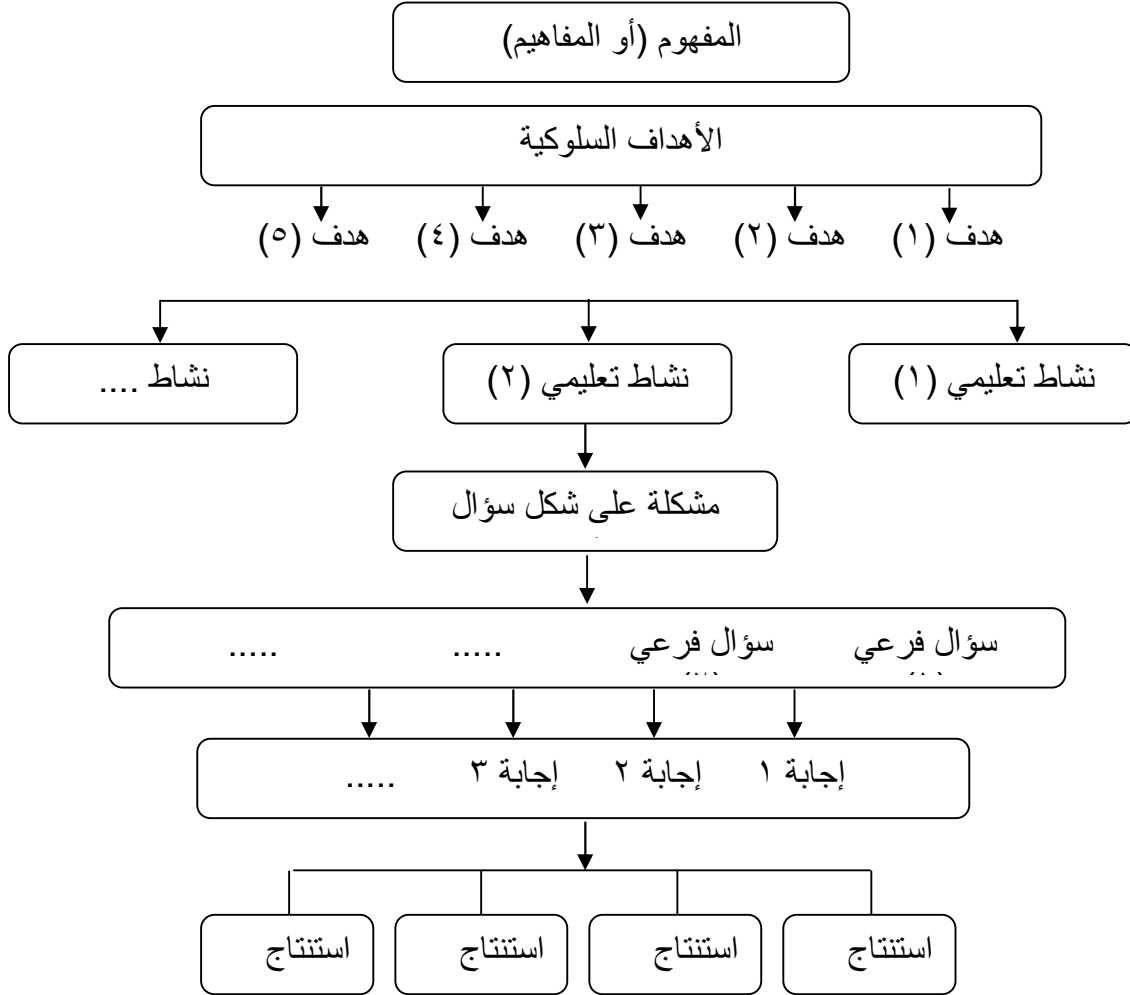 المفهوم (أو المفاهيم)
الأهداف السلوكية
هدف (١) هدف (٢) هدف (٣) هدف (٤) هدف (٥)
نشاط تعليمي (١) نشاط تعليمي (٢) نشاط ....
مشكلة على شكل سؤال
سؤال فرعي سؤال فرعي ..... .....
إجابة ١ إجابة ٢ إجابة ٣ .....
استنتاج استنتاج استنتاج استنتاج